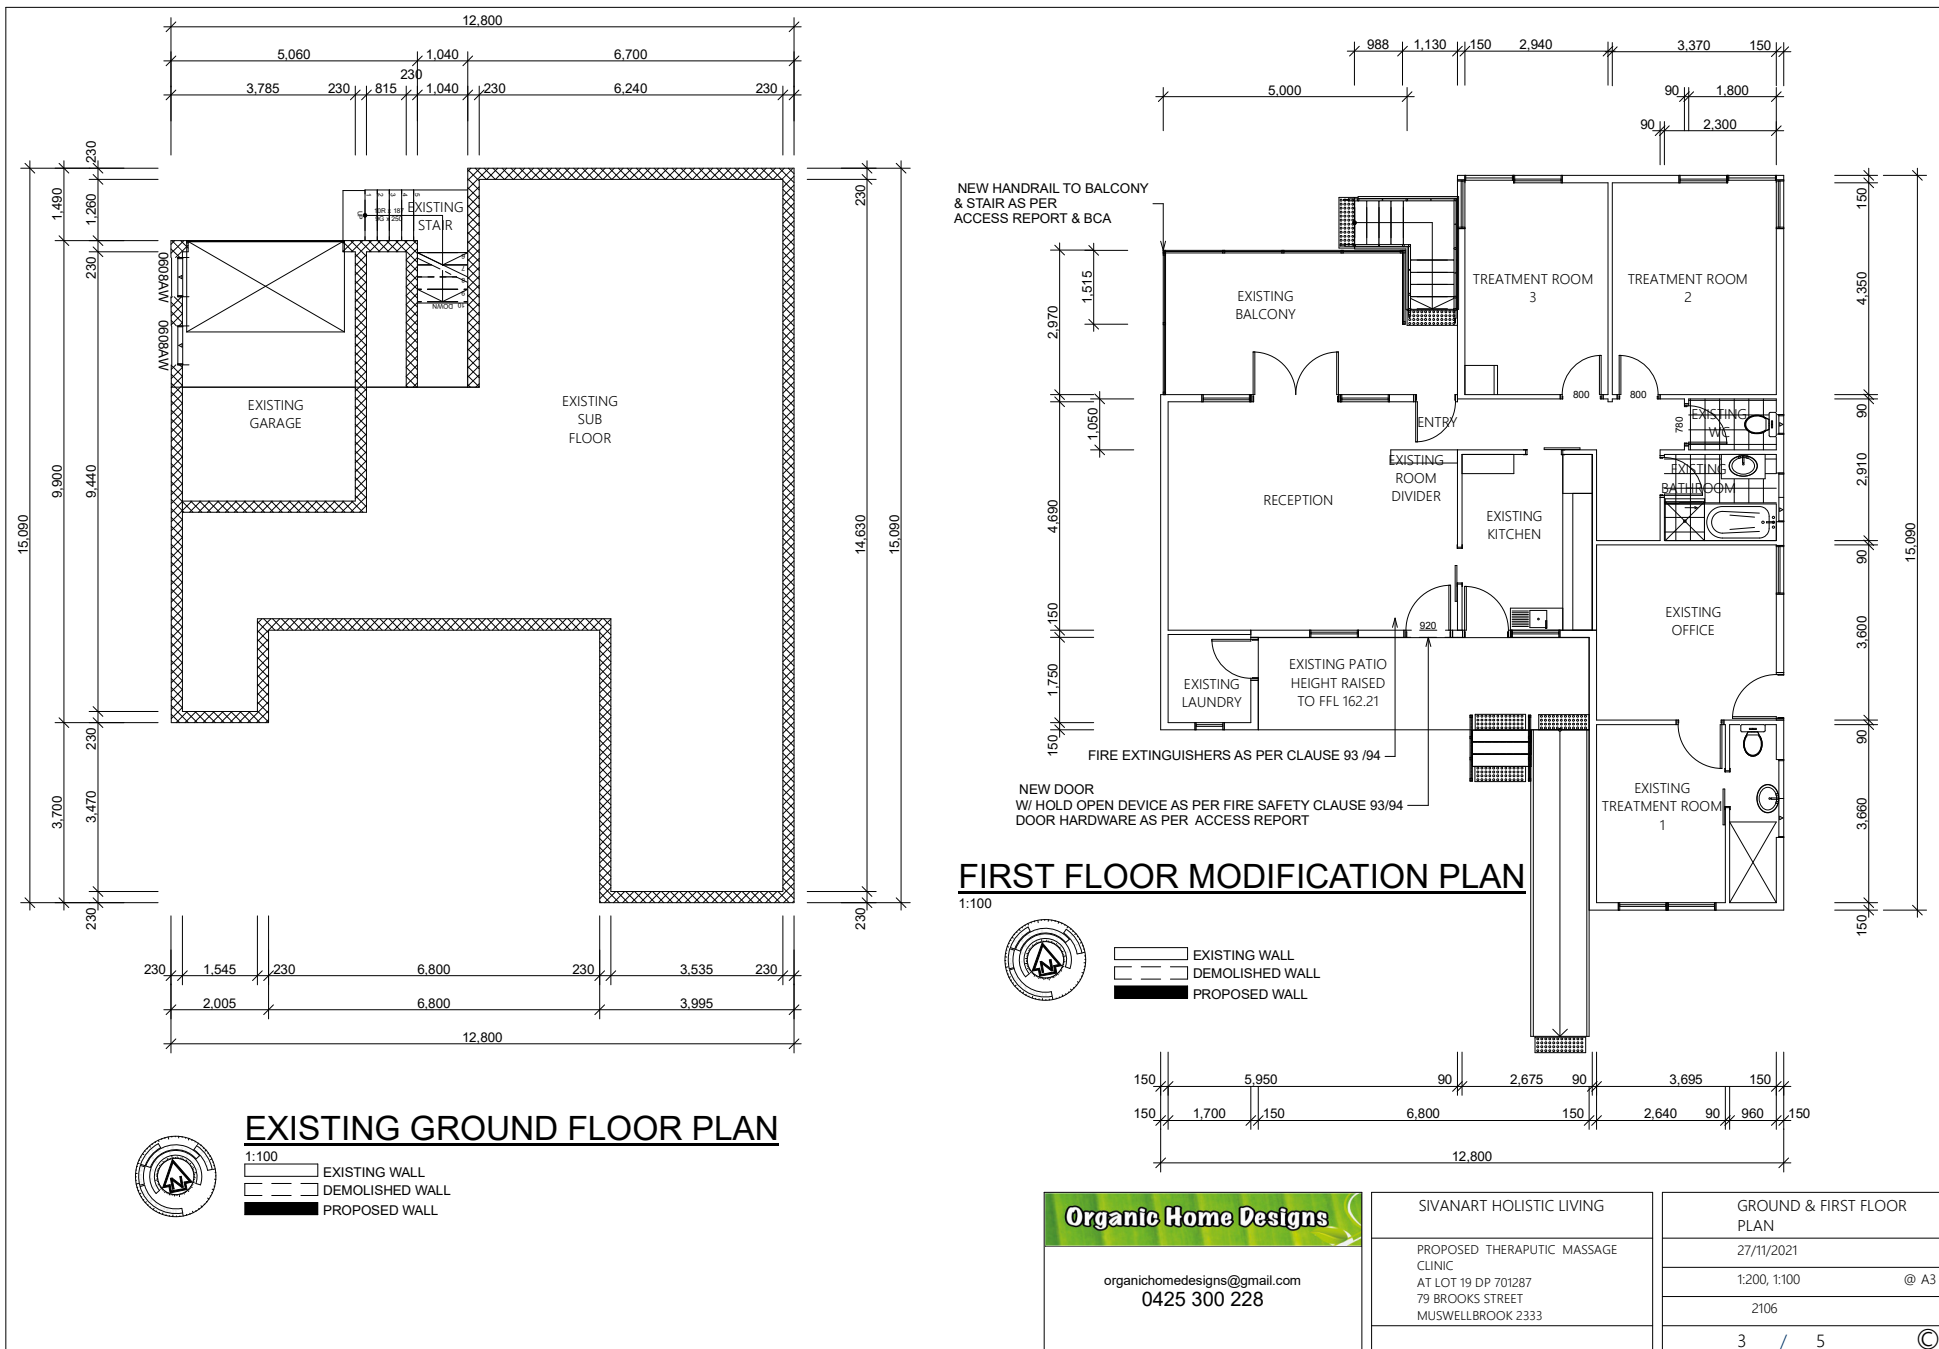 12,800
5,060 1,040 6,700
230
3,785 230 815 1,040 230 6,240 230
230
1,490
1,260
230
9,900
9,440
15,090
230
3,700
3,470
230
0608AW
0608AW
1 2 3 4 5
UP
10R x 187
9G x 250
EXISTING
STAIR
10
DOWN
EXISTING
GARAGE
EXISTING
SUB
FLOOR
230
14,630
15,090
230
230 1,545 230 6,800 230 3,535 230
2,005 6,800 3,995
12,800
EXISTING GROUND FLOOR PLAN
1:100
N
EXISTING WALL
DEMOLISHED WALL
PROPOSED WALL
988 1,130 150 2,940 3,370 150
5,000
90 1,800
90 2,300
NEW HANDRAIL TO BALCONY
& STAIR AS PER
ACCESS REPORT & BCA
2,970
1,515
1,050
4,690
150
1,750
150
EXISTING
BALCONY
TREATMENT ROOM
3
TREATMENT ROOM
2
800
800
ENTRY
780
EXISTING
WC
EXISTING
BATHROOM
EXISTING
ROOM
DIVIDER
RECEPTION
EXISTING
KITCHEN
920
EXISTING
OFFICE
EXISTING
LAUNDRY
EXISTING PATIO
HEIGHT RAISED
TO FFL 162.21
EXISTING
TREATMENT ROOM
1
150
4,350
90
2,910
90
3,600
90
3,660
150
15,090
FIRE EXTINGUISHERS AS PER CLAUSE 93 /94
NEW DOOR
W/ HOLD OPEN DEVICE AS PER FIRE SAFETY CLAUSE 93/94
DOOR HARDWARE AS PER ACCESS REPORT
FIRST FLOOR MODIFICATION PLAN
1:100
N
EXISTING WALL
DEMOLISHED WALL
PROPOSED WALL
150 5,950 90 2,675 90 3,695 150
150 1,700 150 6,800 150 2,640 90 960 150
12,800
Organic Home Designs
organichomedesigns@gmail.com
0425 300 228
SIVANART HOLISTIC LIVING
PROPOSED THERAPUTIC MASSAGE
CLINIC
AT LOT 19 DP 701287
79 BROOKS STREET
MUSWELLBROOK 2333
GROUND & FIRST FLOOR
PLAN
27/11/2021
1:200, 1:100 @ A3
2106
3 / 5 ©